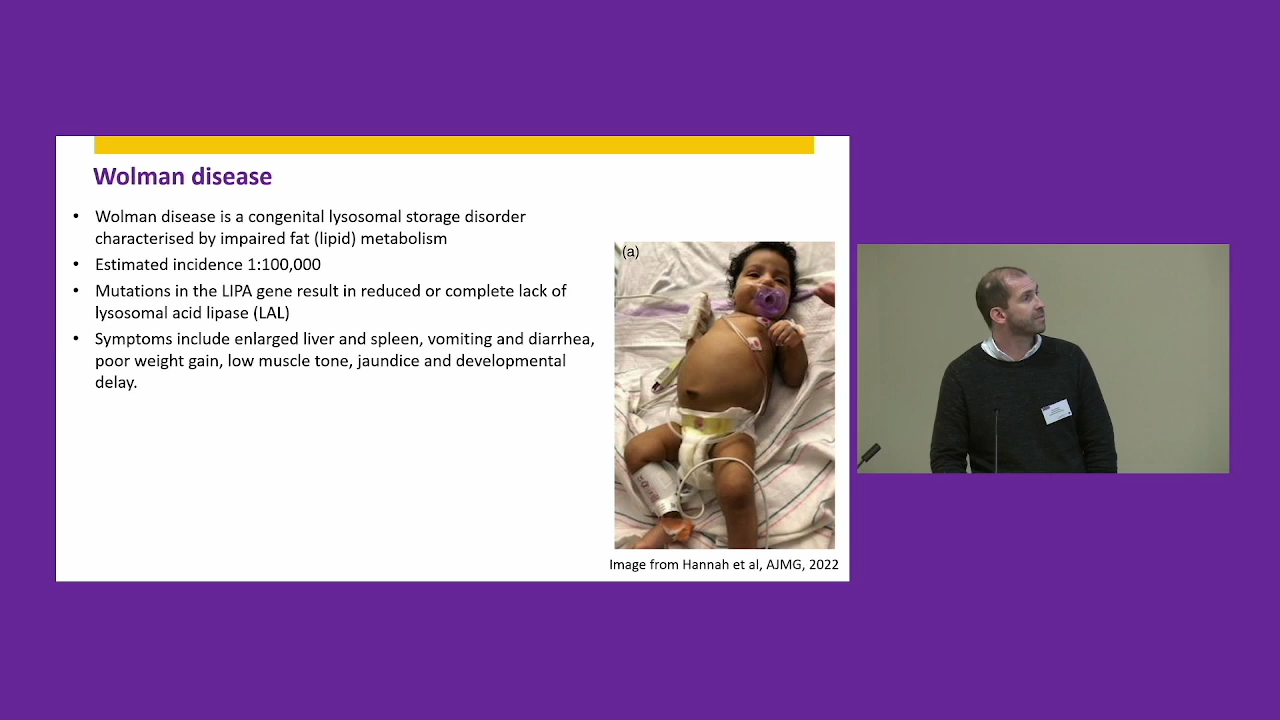 Wolman disease
• Wolman disease is a congenital lysosomal storage disorder
characterised by impaired fat (lipid) metabolism
• Estimated incidence 1:100,000
• Mutations in the LIPA gene result in reduced or complete lack of
lysosomal acid lipase (LAL)
• Symptoms include enlarged liver and spleen, vomiting and diarrhea,
poor weight gain, low muscle tone, jaundice and developmental
delay.
(a)
Image from Hannah et al, AJMG, 2022